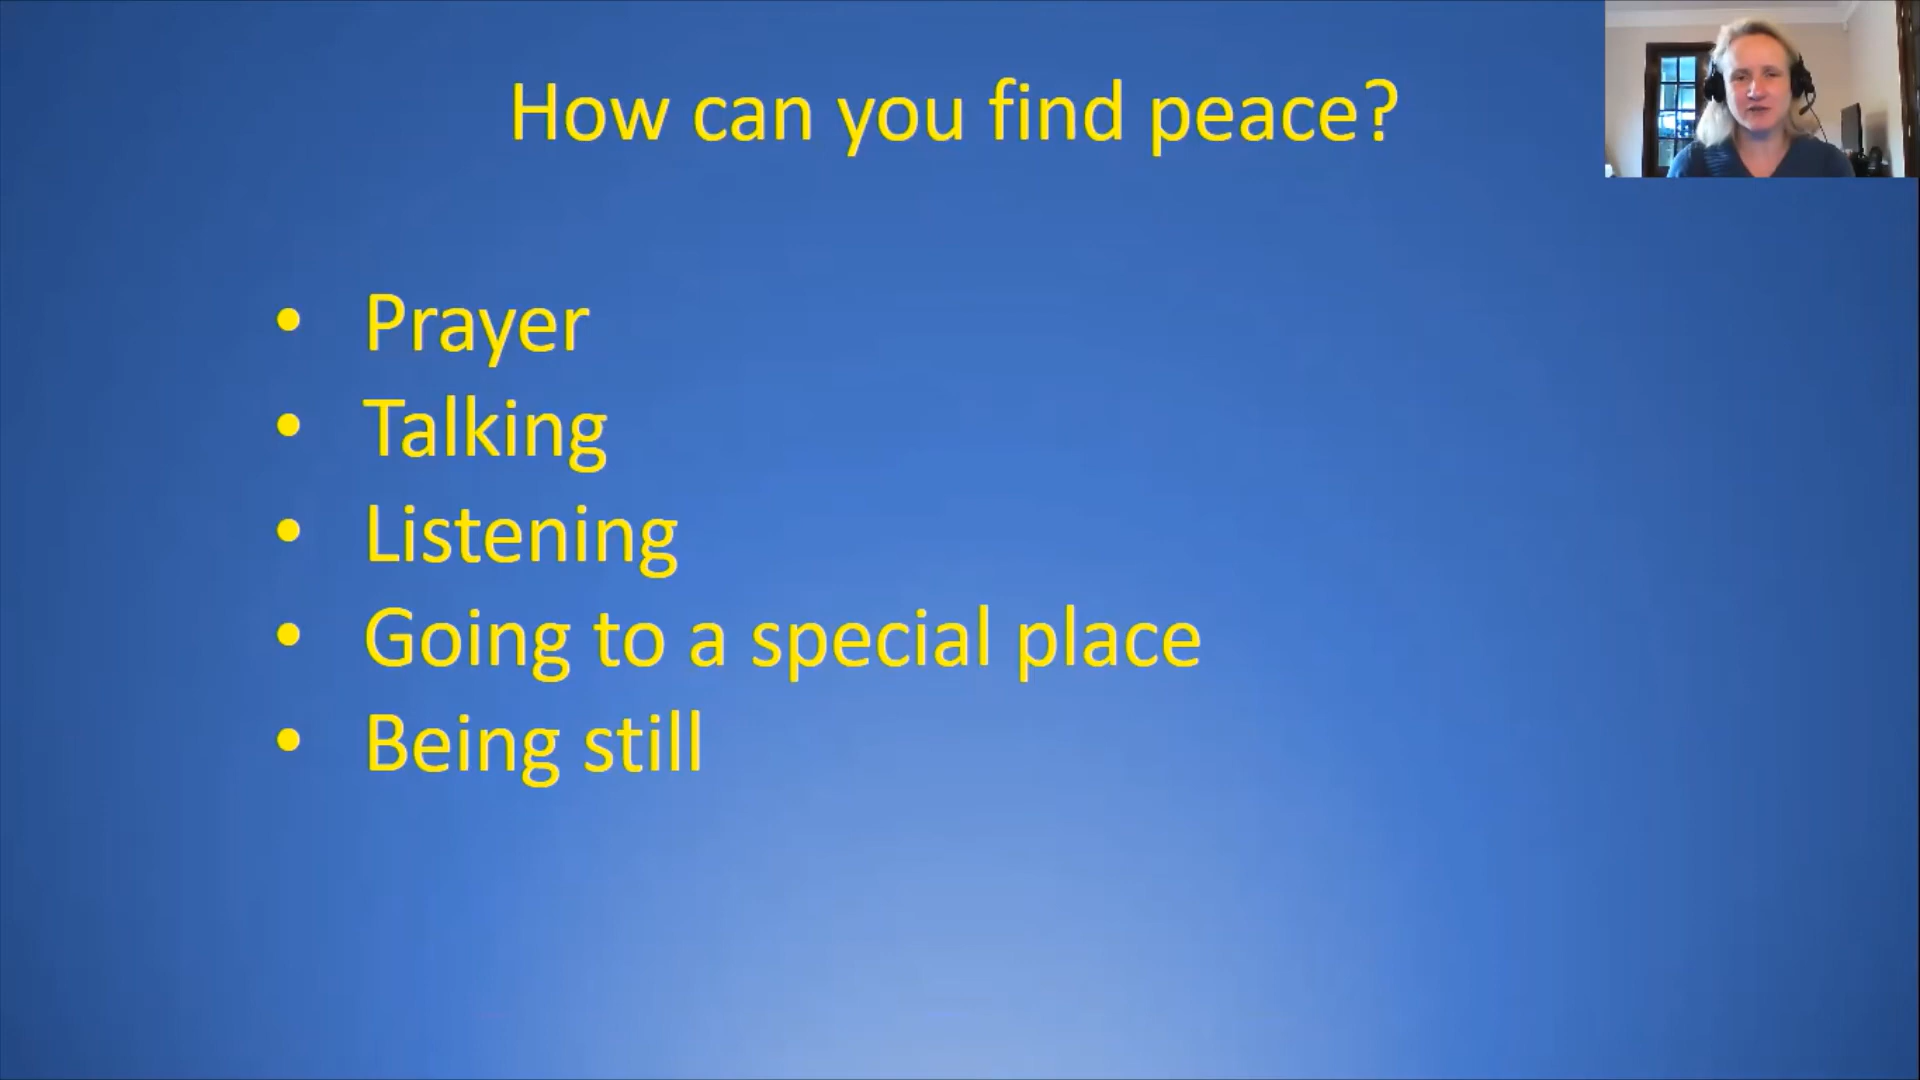 How can you find peace?
• Prayer
• Talking
• Listening
• Going to a special place
• Being still